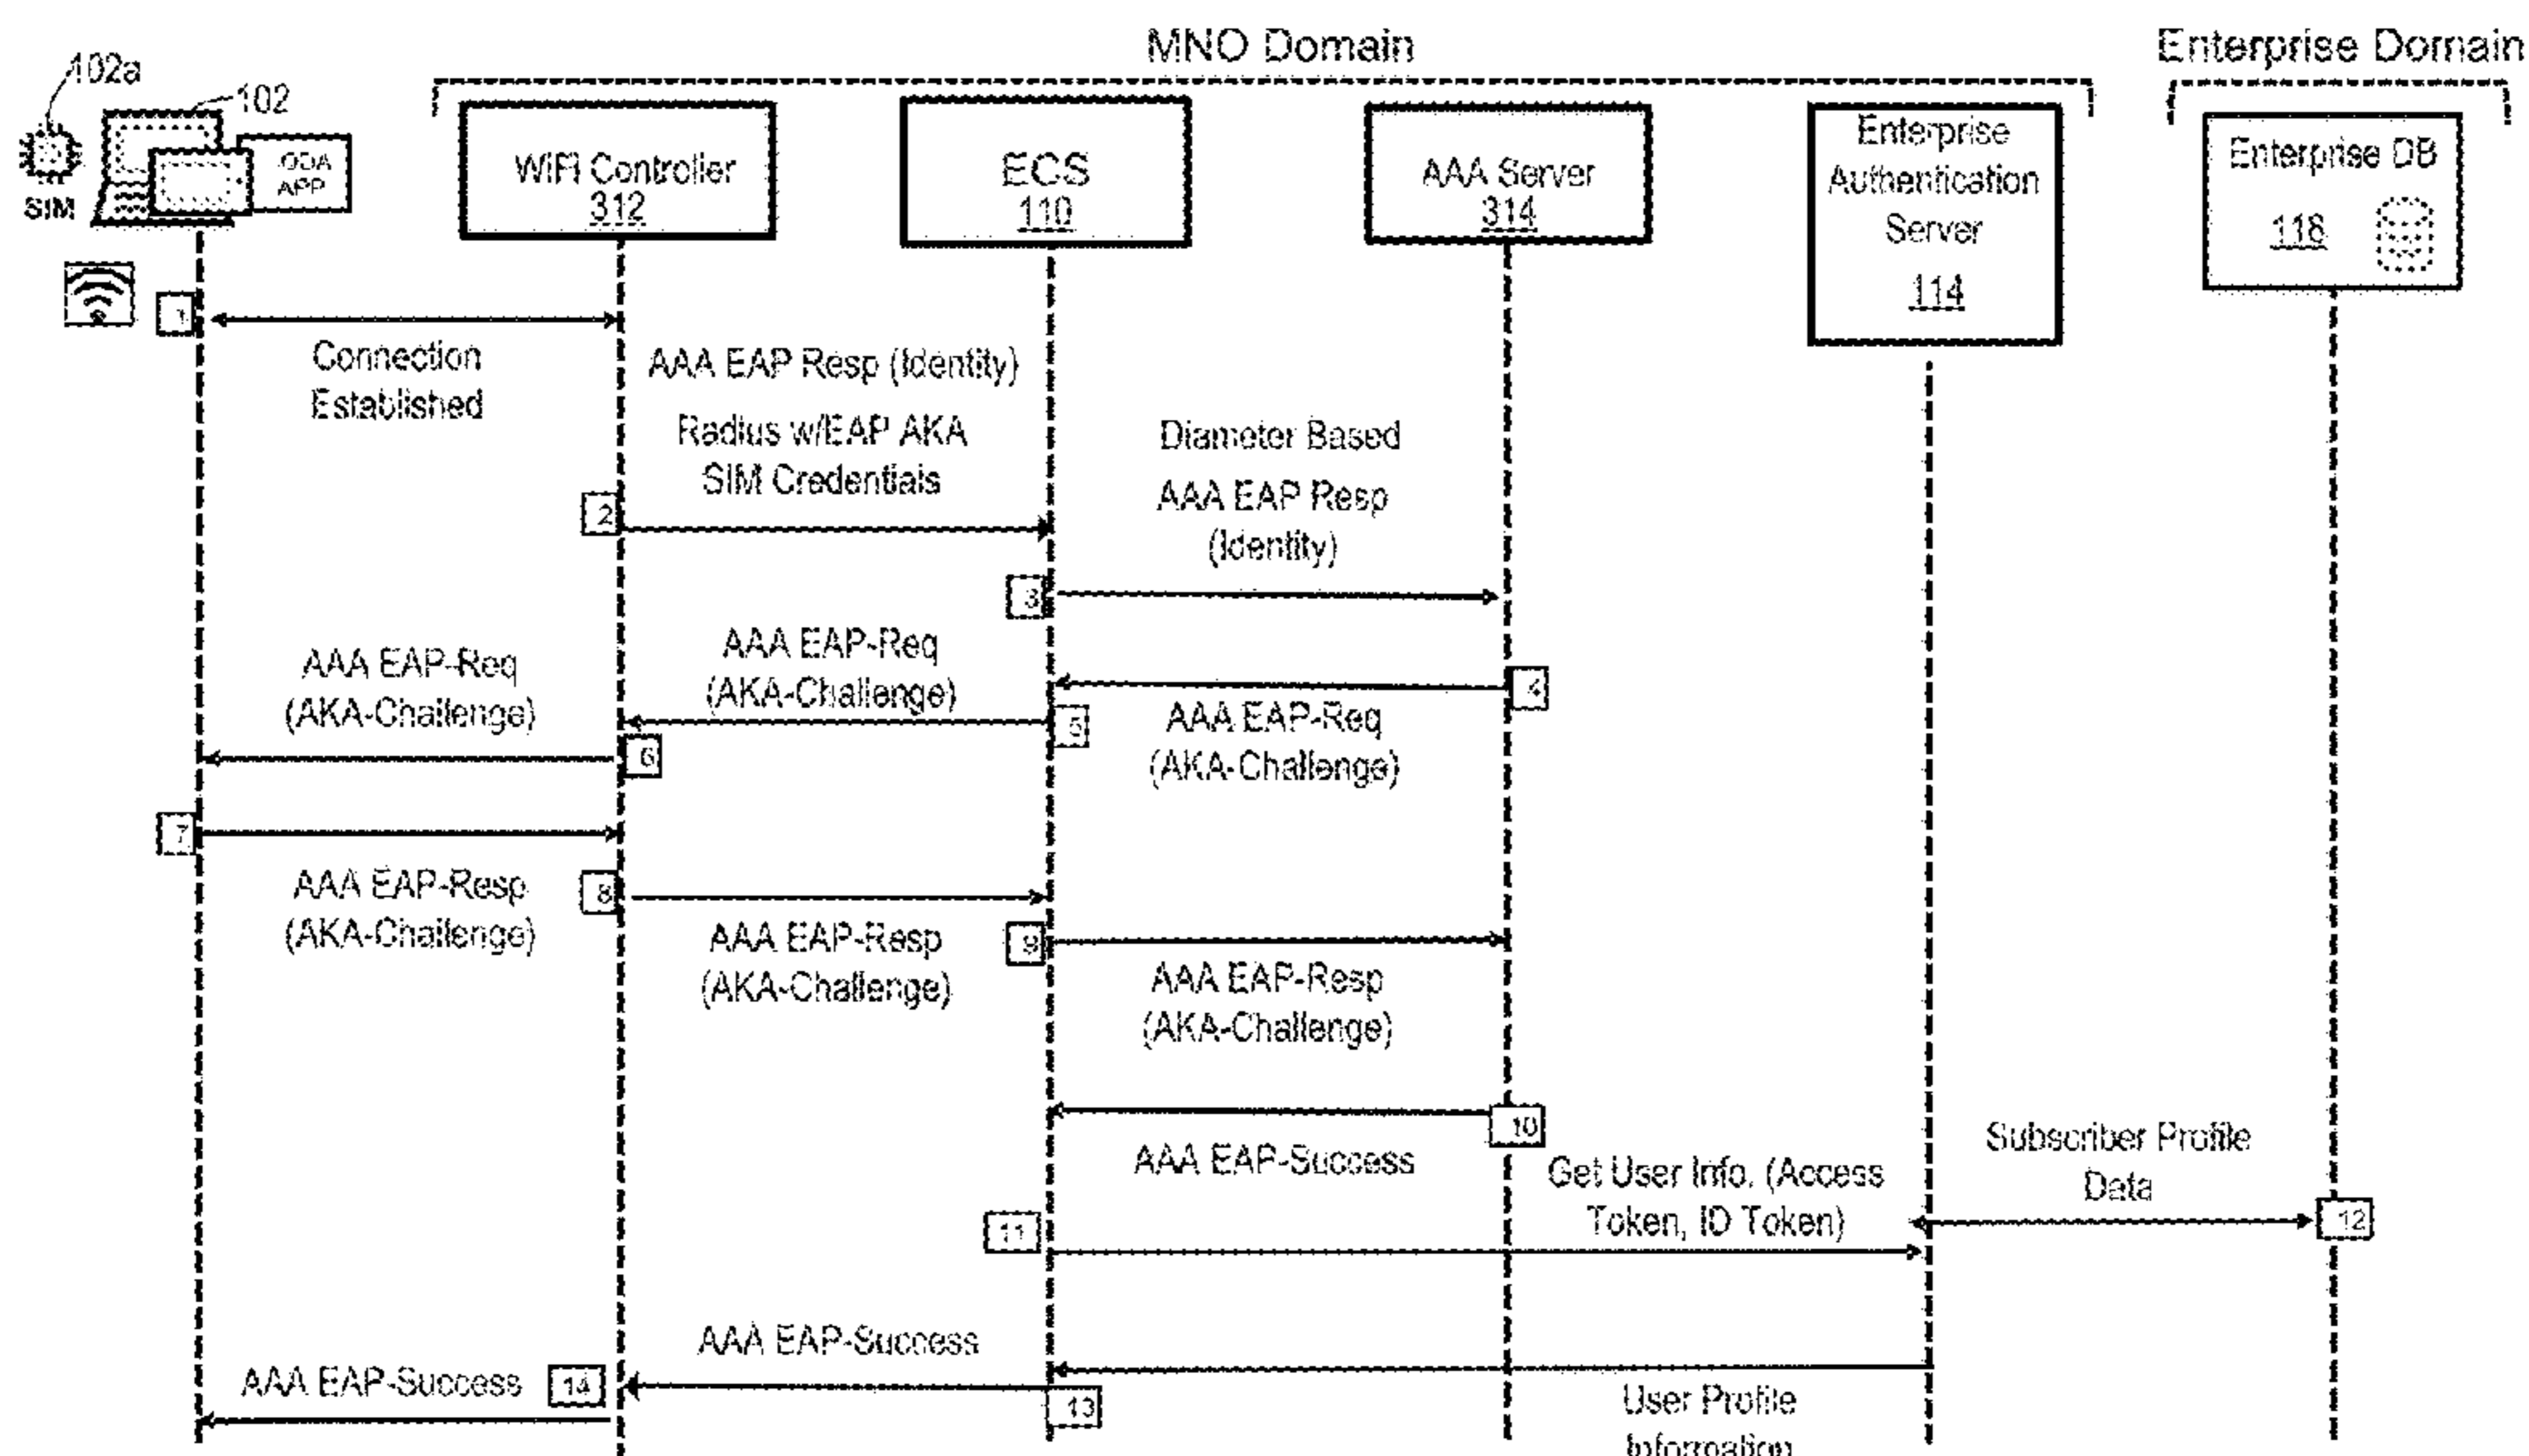 MNO Domain
Enterprise Domain
102a
102
SIM
ODA
APP
WiFi Controller
312
ECS
110
AAA Server
314
Enterprise
Authentication
Server
114
Enterprise DB
118
1
Connection
Established
AAA EAP Resp (Identity)
Radius w/EAP AKA
SIM Credentials
2
Diameter Based
AAA EAP Resp
(Identity)
3
4
AAA EAP-Req
(AKA-Challenge)
5
AAA EAP-Req
(AKA-Challenge)
6
AAA EAP-Req
(AKA-Challenge)
7
AAA EAP-Resp
(AKA-Challenge)
8
AAA EAP-Resp
(AKA-Challenge)
9
AAA EAP-Resp
(AKA-Challenge)
10
AAA EAP-Success
11
Get User Info. (Access
Token, ID Token)
Subscriber Profile
Data
12
User Profile
Information
13
AAA EAP-Success
14
AAA EAP-Success